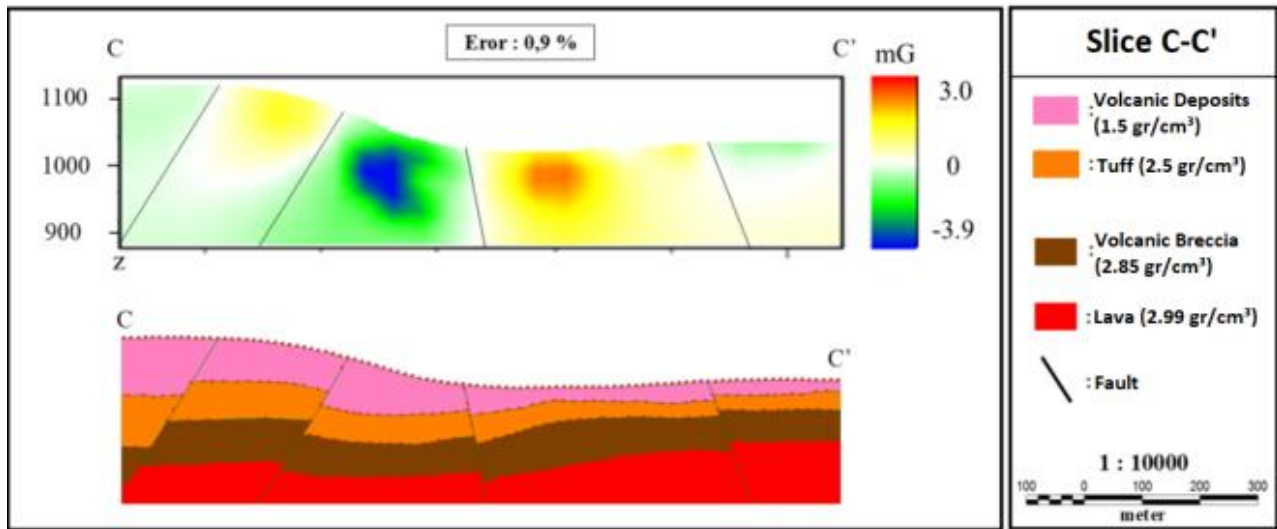 C
Eror : 0,9 %
C'
mG
1100
1000
900
z
3.0
0
-3.9
C
C'
Slice C-C'
:Volcanic Deposits
(1.5 gr/cm³)
:Tuff (2.5 gr/cm³)
:Volcanic Breccia
(2.85 gr/cm³)
:Lava (2.99 gr/cm³)
:Fault
1 : 10000
100 0 100 200 300
meter